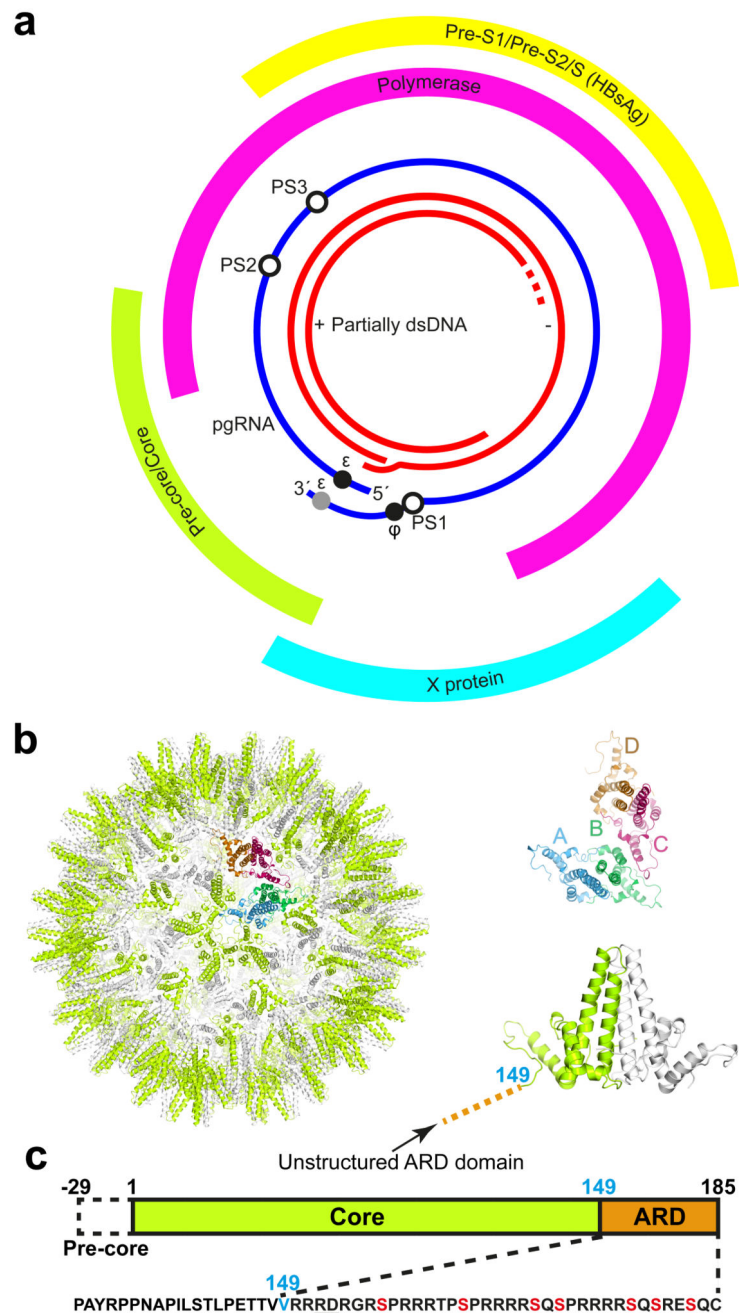 a
Pre-S1/Pre-S2/S (HBsAg)
Polymerase
PS3
PS2
+ Partially dsDNA -
pgRNA
Pre-core/Core
ε
3´ ε 5´
PS1
φ
X protein
b
D
B
A
C
149
Unstructured ARD domain
c
-29 1 149 185
Core ARD
Pre-core
149
PAYRPPNAPILSTLPETTVVRRRDRGRSPRRRTPSPRRRRSQSPRRRRSQSRESQC